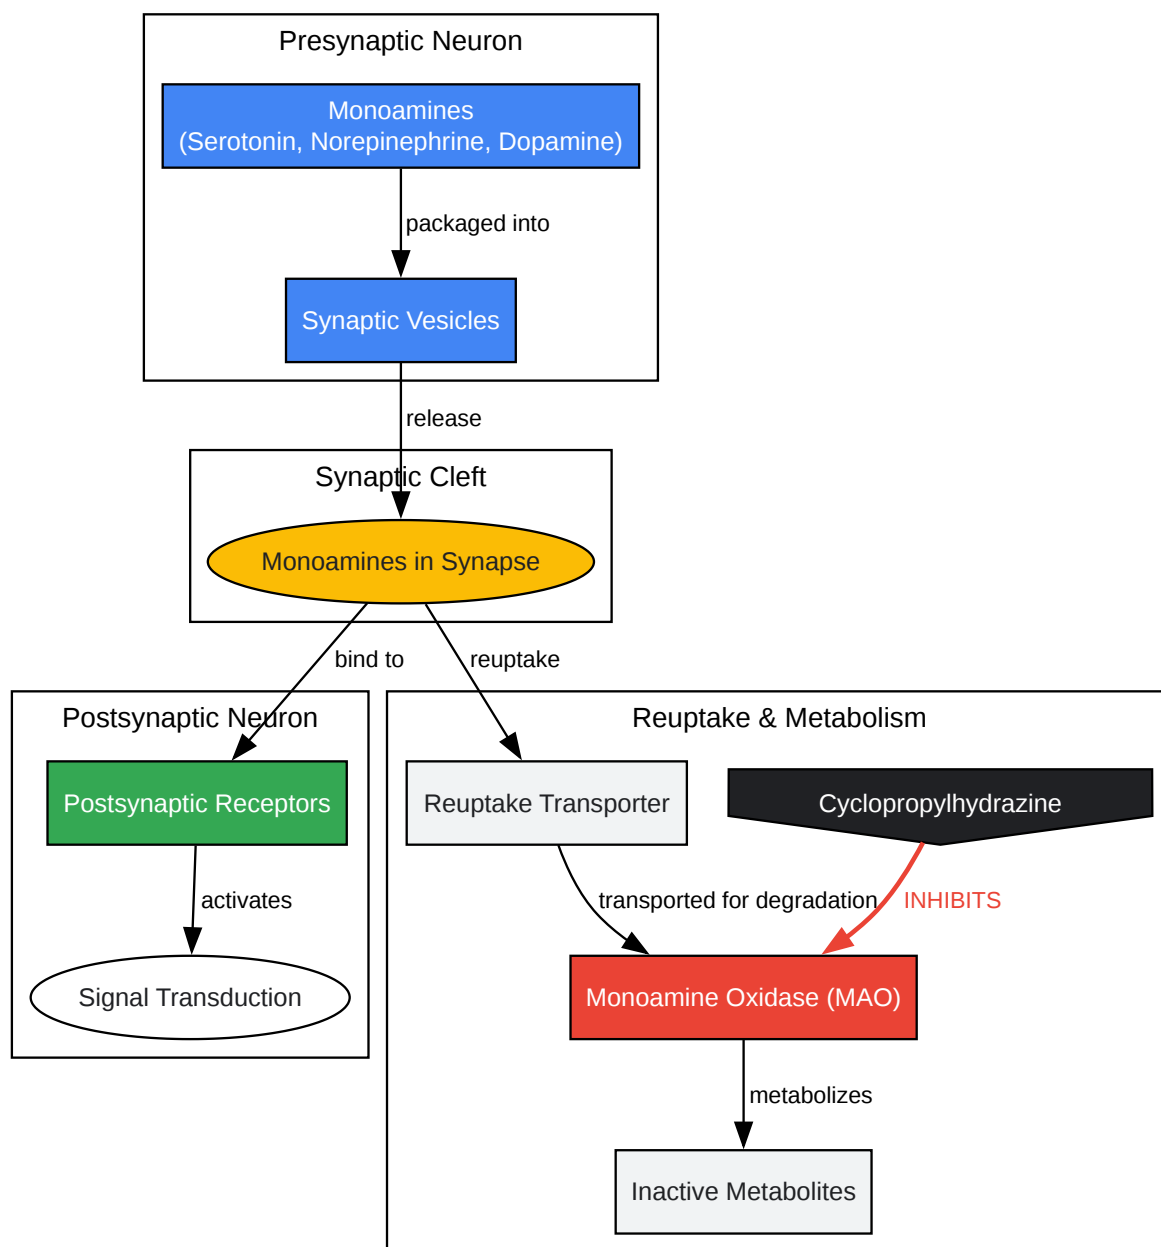 Presynaptic Neuron
Monoamines
(Serotonin, Norepinephrine, Dopamine)
packaged into
Synaptic Vesicles
release
Synaptic Cleft
Monoamines in Synapse
bind to
reuptake
Postsynaptic Neuron
Reuptake & Metabolism
Postsynaptic Receptors
Reuptake Transporter
Cyclopropylhydrazine
activates
transported for degradation
INHIBITS
Signal Transduction
Monoamine Oxidase (MAO)
metabolizes
Inactive Metabolites